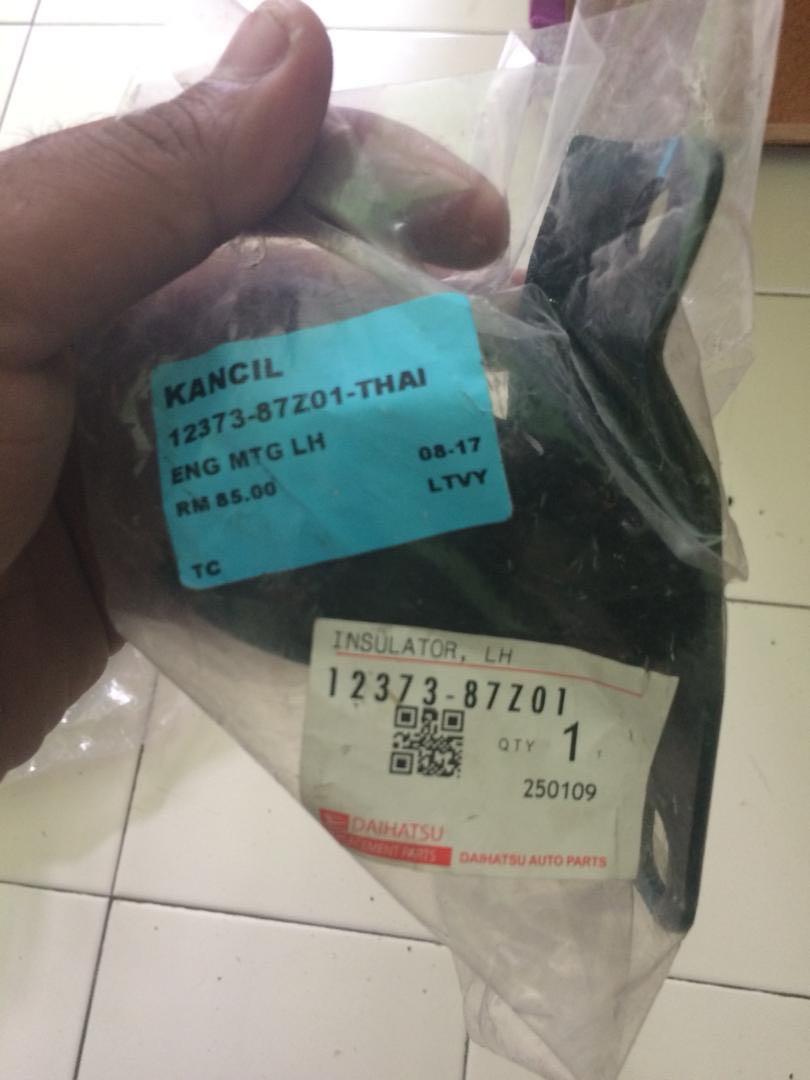 KANCIL
12373-87Z01-THAI
ENG MTG LH 08-17
RM 85.00 LTVY
TC
INSULATOR, LH
12373-87Z01
QTY 1
250109
DAIHATSU
PARTS DAIHATSU AUTO PARTS